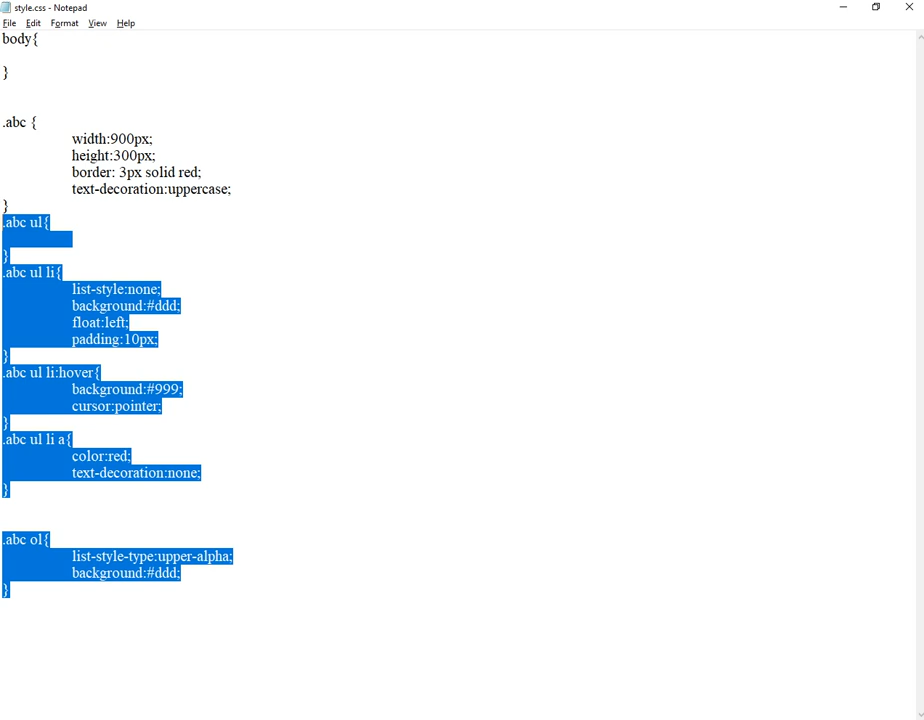 style.css - Notepad
File Edit Format View Help
body{
}
.abc {
width:900px;
height:300px;
border: 3px solid red;
text-decoration:uppercase;
}
.abc ul{
}
.abc ul li{
list-style:none;
background:#ddd;
float:left;
padding:10px;
}
.abc ul li:hover{
background:#999;
cursor:pointer;
}
.abc ul li a{
color:red;
text-decoration:none;
}
.abc ol{
list-style-type:upper-alpha;
background:#ddd;
}